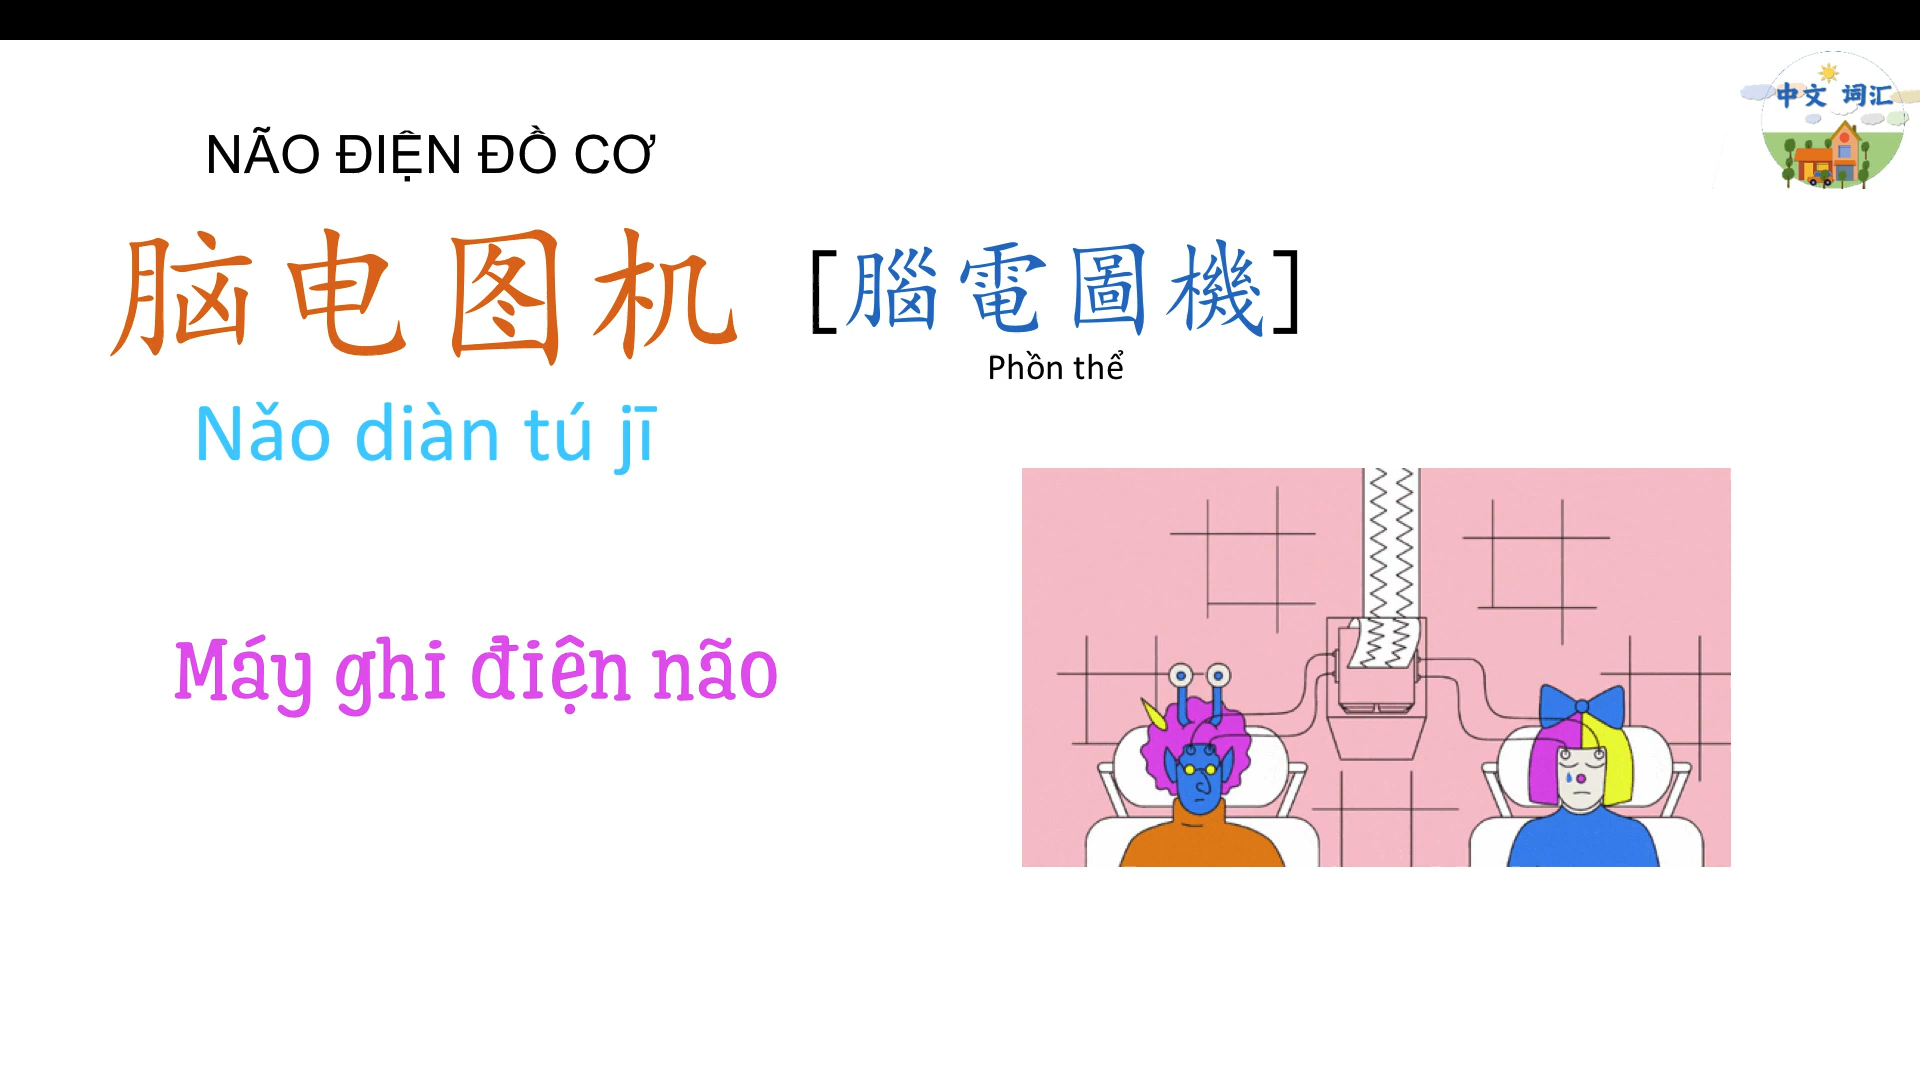 中文 词汇
NÃO ĐIỆN ĐỒ CƠ
脑电图机 [腦電圖機]
Phồn thể
Nǎo diàn tú jī
Máy ghi điện não